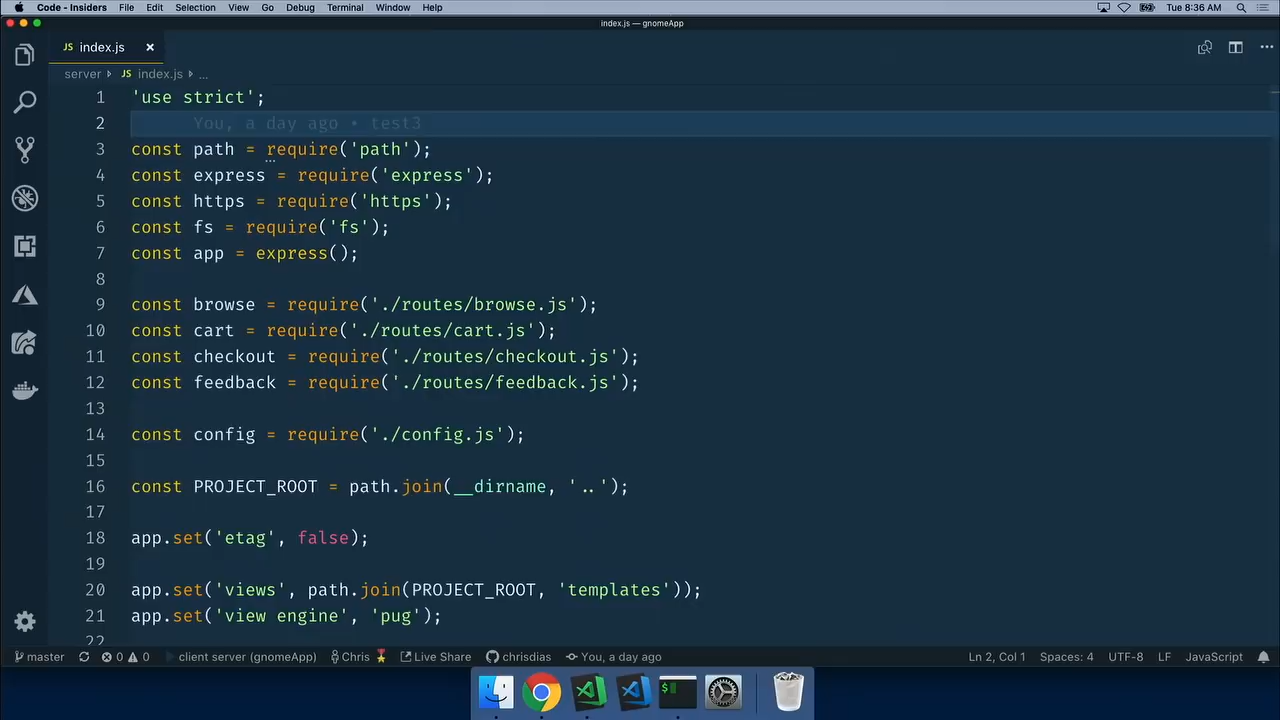 Code - Insiders File Edit Selection View Go Debug Terminal Window Help Tue 8:36 AM
index.js — gnomeApp
JS index.js
server JS index.js ...
1 'use strict';
2 You, a day ago • test3
3 const path = require('path');
4 const express = require('express');
5 const https = require('https');
6 const fs = require('fs');
7 const app = express();
8
9 const browse = require('./routes/browse.js');
10 const cart = require('./routes/cart.js');
11 const checkout = require('./routes/checkout.js');
12 const feedback = require('./routes/feedback.js');
13
14 const config = require('./config.js');
15
16 const PROJECT_ROOT = path.join(__dirname, '..');
17
18 app.set('etag', false);
19
20 app.set('views', path.join(PROJECT_ROOT, 'templates'));
21 app.set('view engine', 'pug');
22
master 0 0 client server (gnomeApp) Chris Live Share chrisdias You, a day ago Ln 2, Col 1 Spaces: 4 UTF-8 LF JavaScript
$